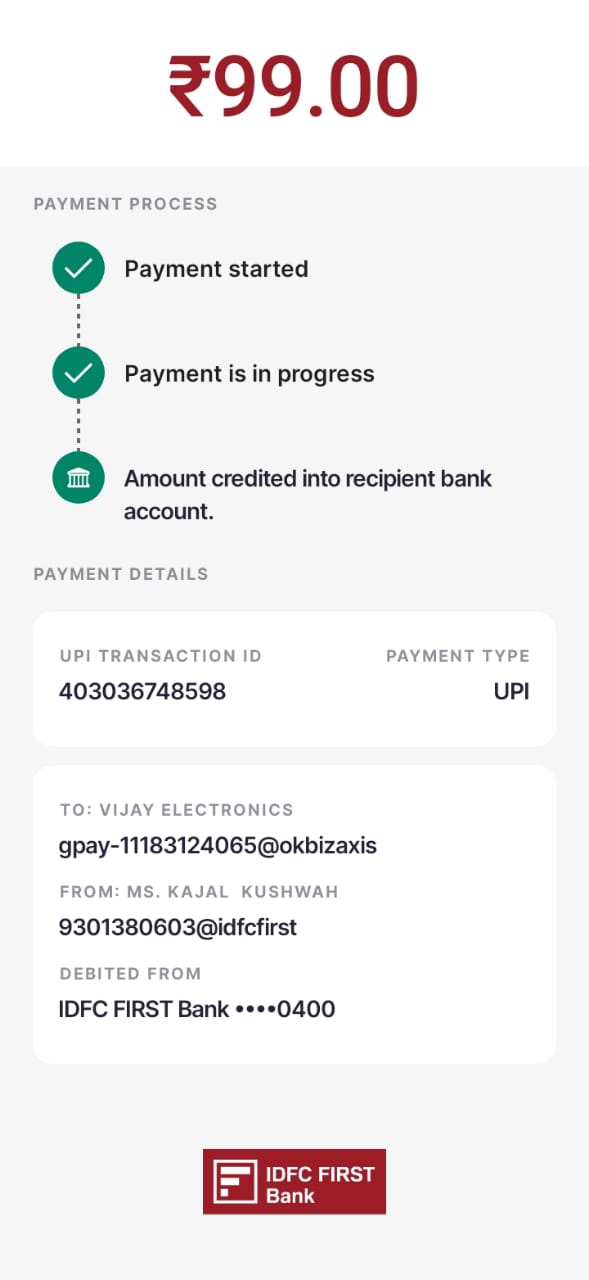 ₹99.00
PAYMENT PROCESS
Payment started
Payment is in progress
Amount credited into recipient bank
account.
PAYMENT DETAILS
UPI TRANSACTION ID PAYMENT TYPE
403036748598 UPI
TO: VIJAY ELECTRONICS
gpay-11183124065@okbizaxis
FROM: MS. KAJAL  KUSHWAH
9301380603@idfcfirst
DEBITED FROM
IDFC FIRST Bank ••••0400
IDFC FIRST
Bank